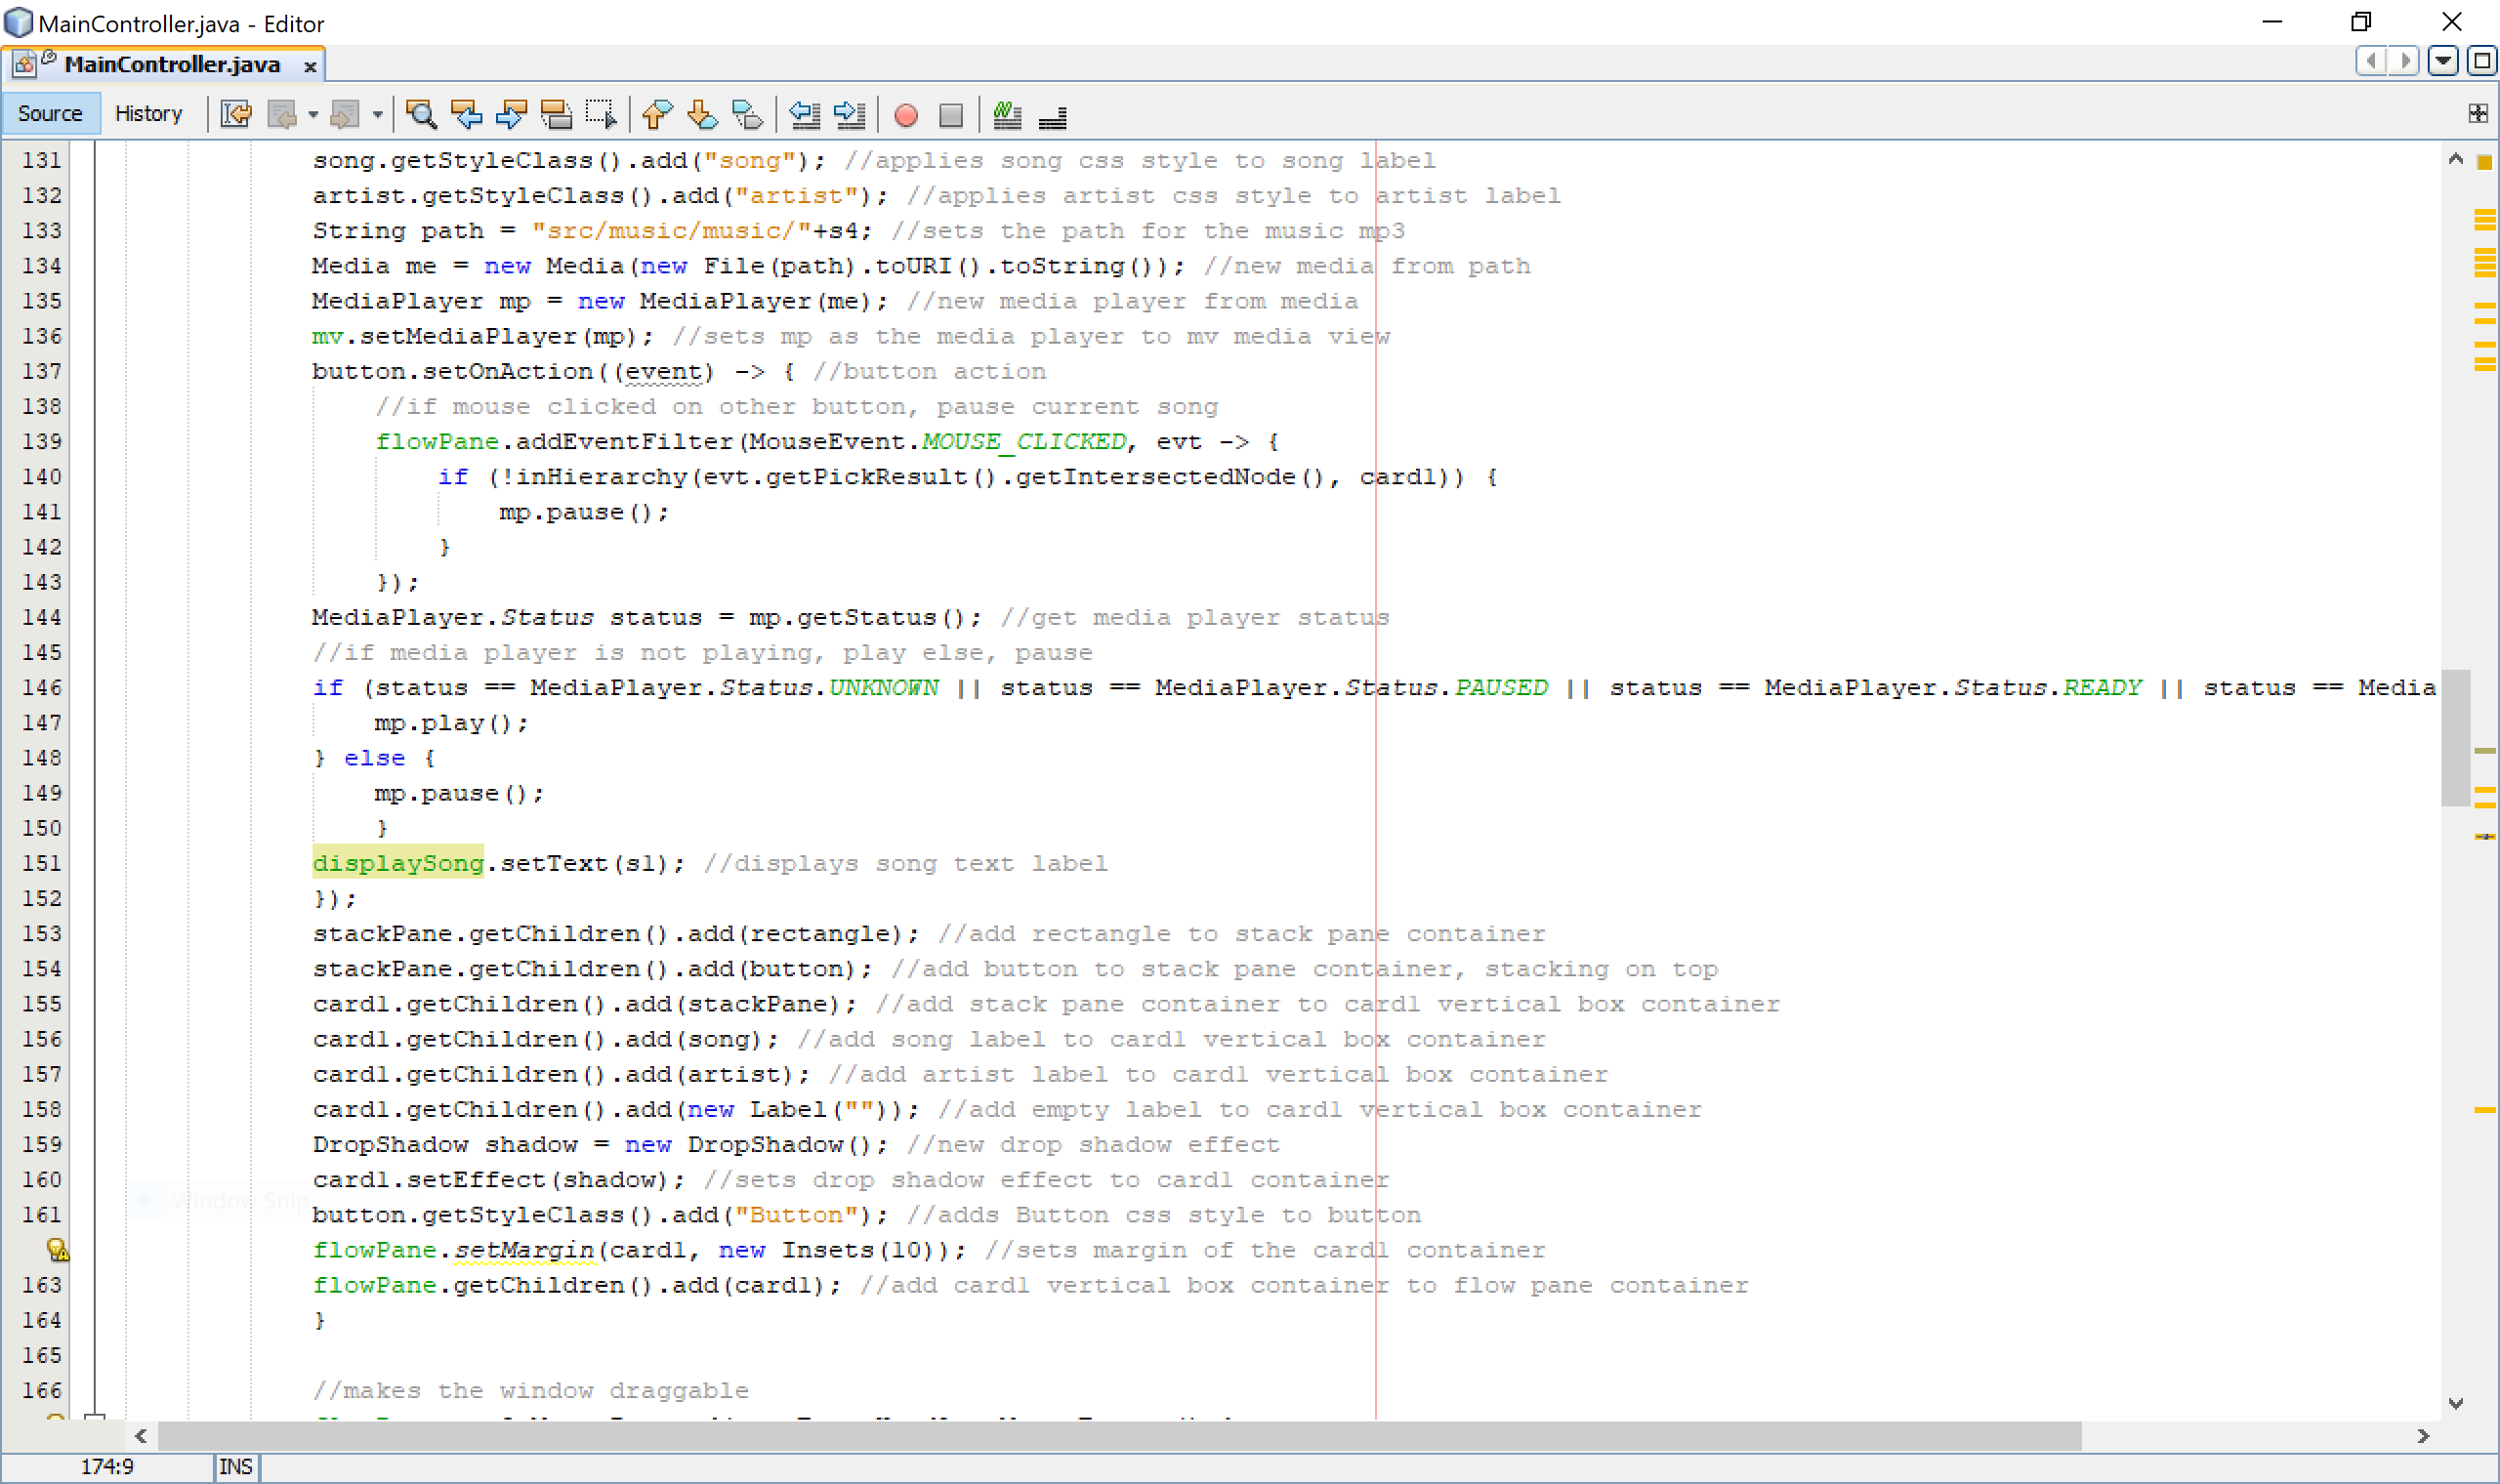 MainController.java - Editor
MainController.java x
Source History
131 song.getStyleClass().add("song"); //applies song css style to song label
132 artist.getStyleClass().add("artist"); //applies artist css style to artist label
133 String path = "src/music/music/"+s4; //sets the path for the music mp3
134 Media me = new Media(new File(path).toURI().toString()); //new media from path
135 MediaPlayer mp = new MediaPlayer(me); //new media player from media
136 mv.setMediaPlayer(mp); //sets mp as the media player to mv media view
137 button.setOnAction((event) -> { //button action
138 //if mouse clicked on other button, pause current song
139 flowPane.addEventFilter(MouseEvent.MOUSE_CLICKED, evt -> {
140 if (!inHierarchy(evt.getPickResult().getIntersectedNode(), card1)) {
141 mp.pause();
142 }
143 });
144 MediaPlayer.Status status = mp.getStatus(); //get media player status
145 //if media player is not playing, play else, pause
146 if (status == MediaPlayer.Status.UNKNOWN || status == MediaPlayer.Status.PAUSED || status == MediaPlayer.Status.READY || status == Media
147 mp.play();
148 } else {
149 mp.pause();
150 }
151 displaySong.setText(s1); //displays song text label
152 });
153 stackPane.getChildren().add(rectangle); //add rectangle to stack pane container
154 stackPane.getChildren().add(button); //add button to stack pane container, stacking on top
155 card1.getChildren().add(stackPane); //add stack pane container to card1 vertical box container
156 card1.getChildren().add(song); //add song label to card1 vertical box container
157 card1.getChildren().add(artist); //add artist label to card1 vertical box container
158 card1.getChildren().add(new Label("")); //add empty label to card1 vertical box container
159 DropShadow shadow = new DropShadow(); //new drop shadow effect
160 card1.setEffect(shadow); //sets drop shadow effect to card1 container
Window Snip
161 button.getStyleClass().add("Button"); //adds Button css style to button
flowPane.setMargin(card1, new Insets(10)); //sets margin of the card1 container
163 flowPane.getChildren().add(card1); //add card1 vertical box container to flow pane container
164 }
165
166 //makes the window draggable
174:9 INS